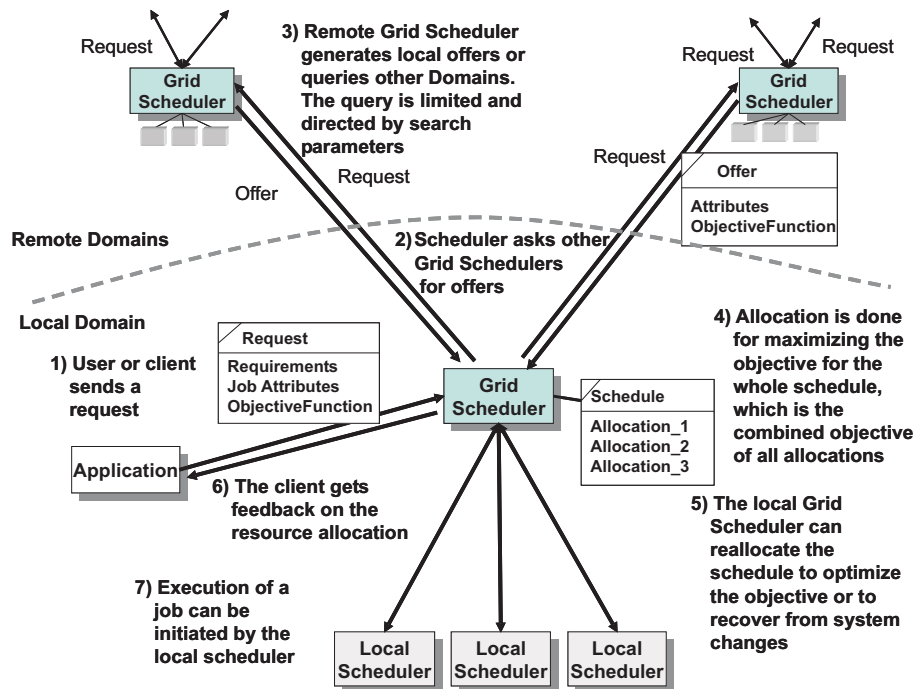 Request
Grid
Scheduler
3) Remote Grid Scheduler
generates local offers or
queries other Domains.
The query is limited and
directed by search
parameters
Request
Request
Grid
Scheduler
Offer
Request
Request
Offer
Attributes
ObjectiveFunction
Remote Domains
2) Scheduler asks other
Grid Schedulers
for offers
Local Domain
1) User or client
sends a
request
Request
Requirements
Job Attributes
ObjectiveFunction
Grid
Scheduler
Schedule
Allocation_1
Allocation_2
Allocation_3
4) Allocation is done
for maximizing the
objective for the
whole schedule,
which is the
combined objective
of all allocations
Application
6) The client gets
feedback on the
resource allocation
5) The local Grid
Scheduler can
reallocate the
schedule to optimize
the objective or to
recover from system
changes
7) Execution of a
job can be
initiated by the
local scheduler
Local
Scheduler
Local
Scheduler
Local
Scheduler